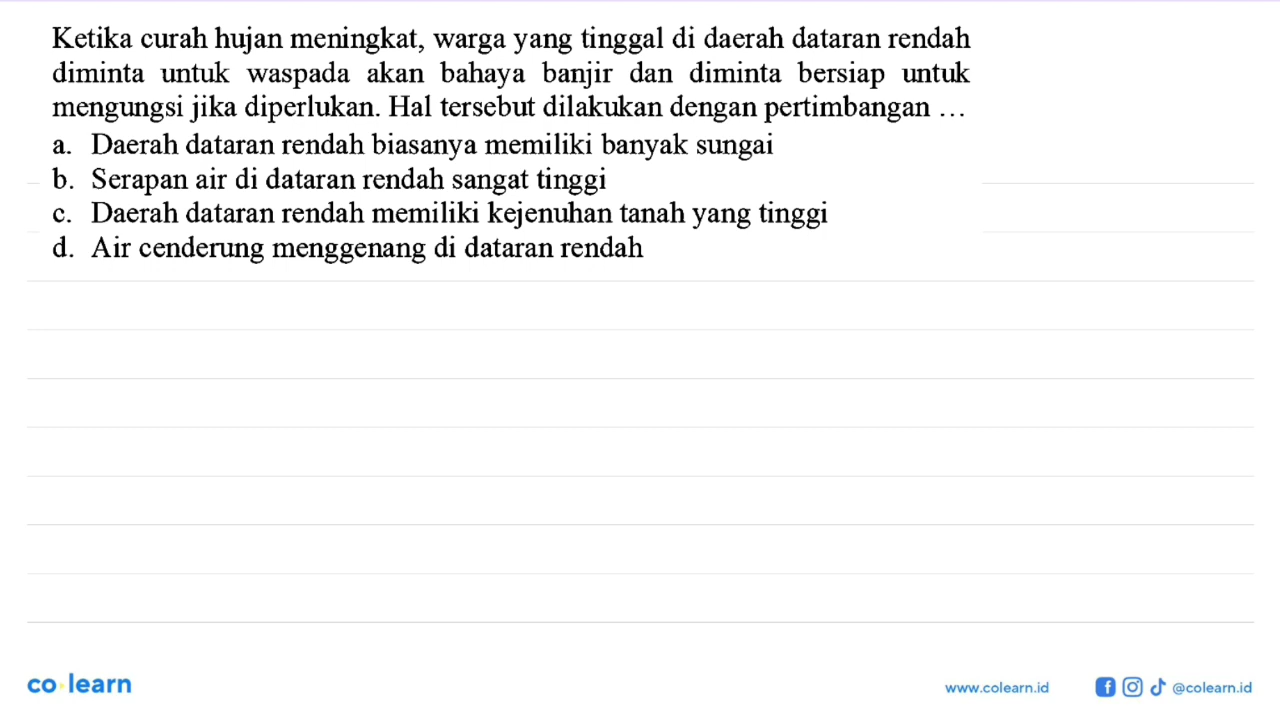 Ketika curah hujan meningkat, warga yang tinggal di daerah dataran rendah
diminta untuk waspada akan bahaya banjir dan diminta bersiap untuk
mengungsi jika diperlukan. Hal tersebut dilakukan dengan pertimbangan ...
a. Daerah dataran rendah biasanya memiliki banyak sungai
b. Serapan air di dataran rendah sangat tinggi
c. Daerah dataran rendah memiliki kejenuhan tanah yang tinggi
d. Air cenderung menggenang di dataran rendah
co learn
www.colearn.id
@colearn.id